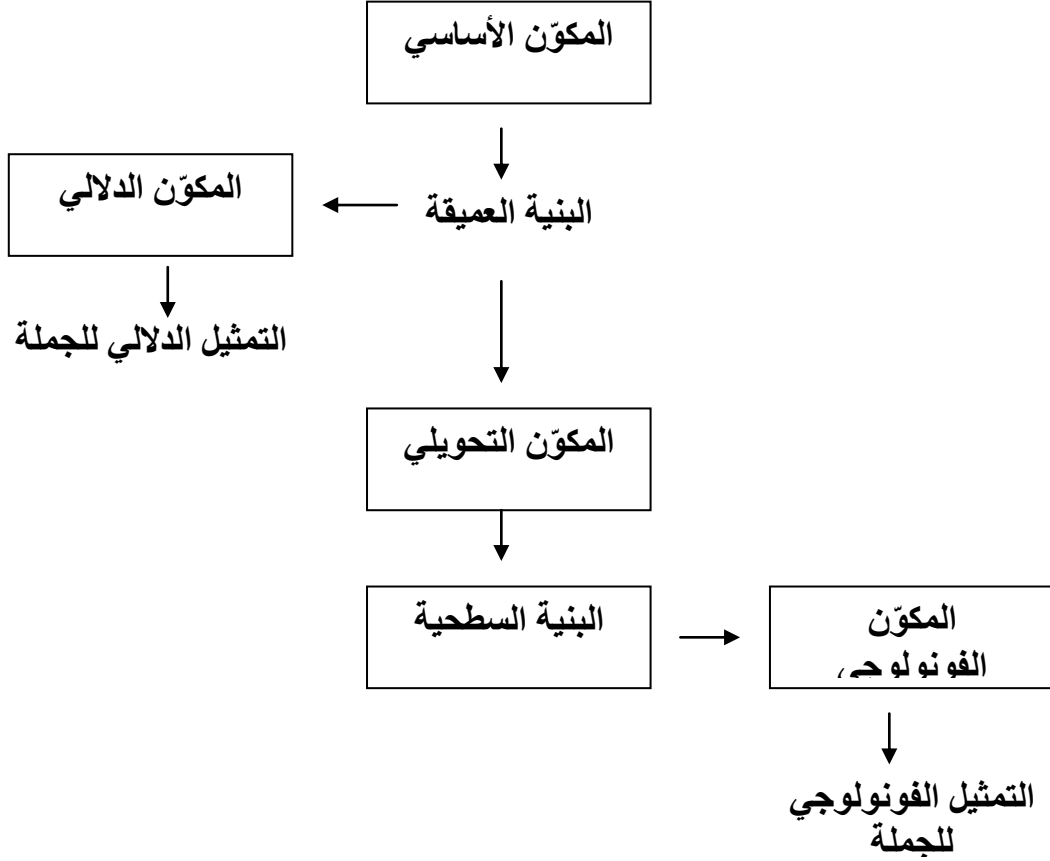 المكوّن الأساسي
المكوّن الدلالي
البنية العميقة
التمثيل الدلالي للجملة
المكوّن التحويلي
البنية السطحية
المكوّن
الفونولوجي
التمثيل الفونولوجي
للجملة